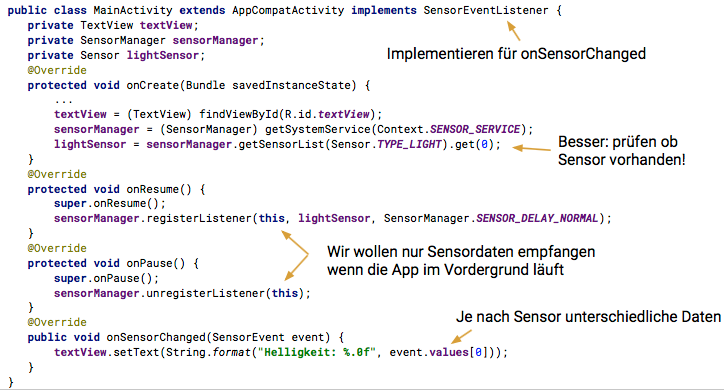 public class MainActivity extends AppCompatActivity implements SensorEventListener {
private TextView textView;
private SensorManager sensorManager;
Implementieren für onSensorChanged
private Sensor lightSensor;
@Override
protected void onCreate(Bundle savedInstanceState) {
...
textView = (TextView) findViewById(R.id.textView);
sensorManager = (SensorManager) getSystemService(Context.SENSOR_SERVICE);
lightSensor = sensorManager.getSensorList(Sensor.TYPE_LIGHT).get(0);
Besser: prüfen ob
Sensor vorhanden!
}
@Override
protected void onResume() {
super.onResume();
sensorManager.registerListener(this, lightSensor, SensorManager.SENSOR_DELAY_NORMAL);
}
@Override
Wir wollen nur Sensordaten empfangen
wenn die App im Vordergrund läuft
protected void onPause() {
super.onPause();
sensorManager.unregisterListener(this);
}
@Override
Je nach Sensor unterschiedliche Daten
public void onSensorChanged(SensorEvent event) {
textView.setText(String.format("Helligkeit: %.0f", event.values[0]));
}
}